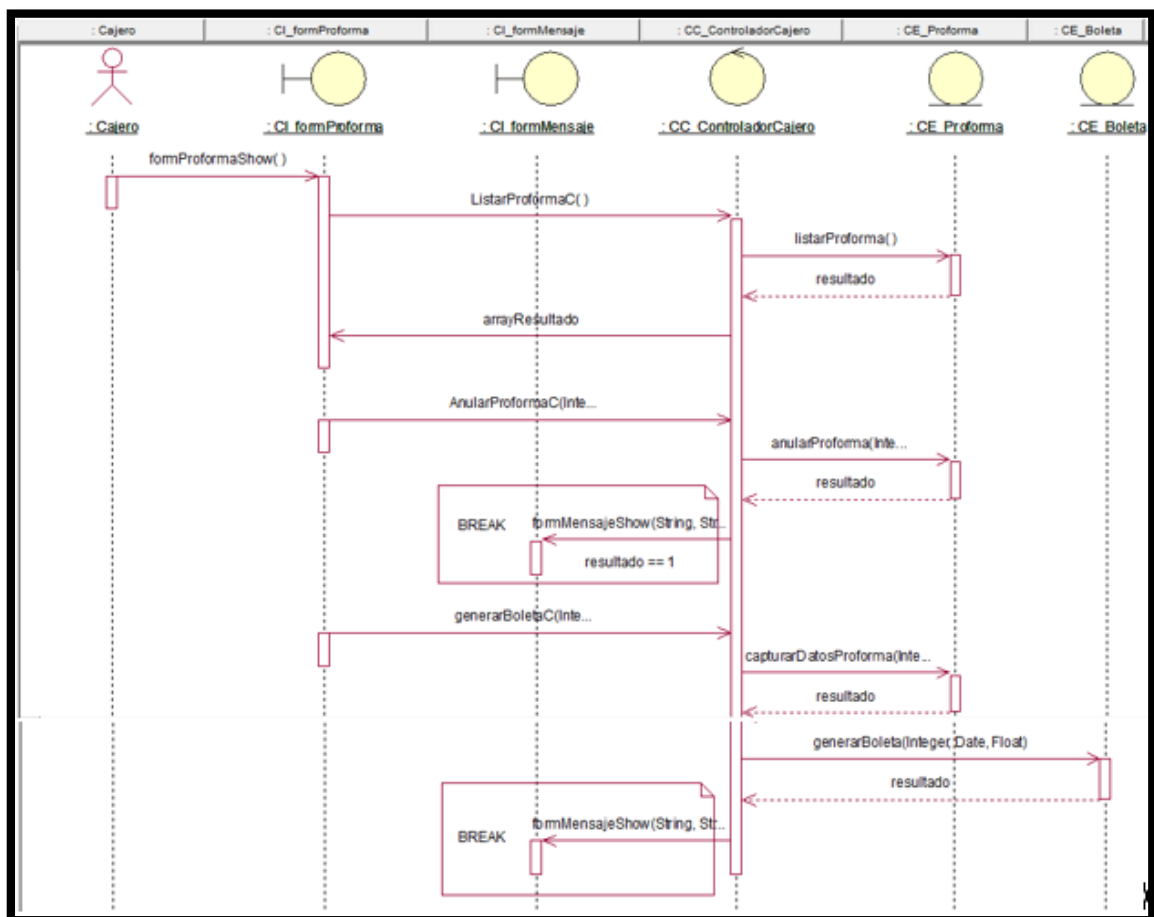 : Cajero
: CI_formProforma
: CI_formMensaje
: CC_ControladorCajero
: CE_Proforma
: CE_Boleta
: Cajero
: CI_formProforma
: CI_formMensaje
: CC_ControladorCajero
: CE_Proforma
: CE_Boleta
formProformaShow( )
ListarProformaC( )
listarProforma( )
resultado
arrayResultado
AnularProformaC(Inte...
anularProforma(Inte...
resultado
BREAK
formMensajeShow(String, Str...
resultado == 1
generarBoletaC(Inte...
capturarDatosProforma(Inte...
resultado
generarBoleta(Integer, Date, Float)
resultado
BREAK
formMensajeShow(String, Str...